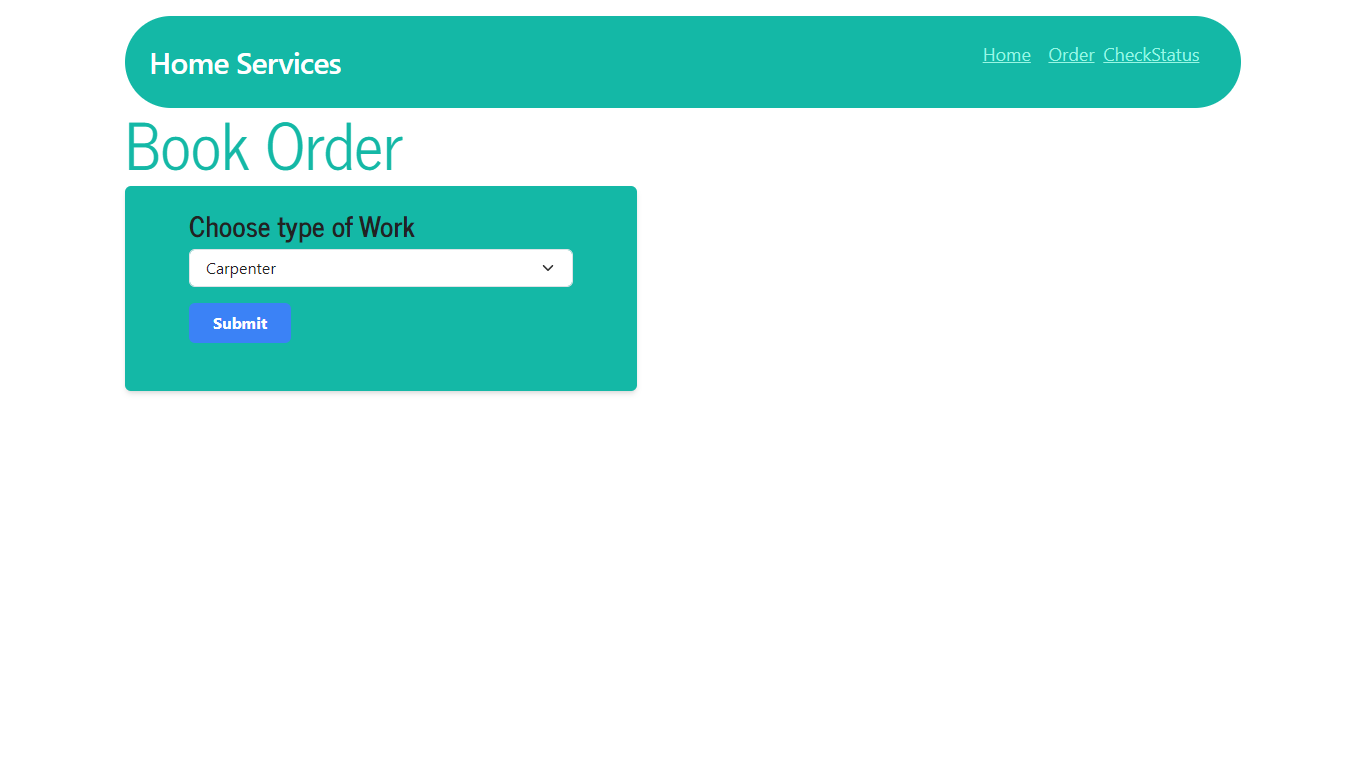 Home Services
Home Order CheckStatus
Book Order
Choose type of Work
Carpenter
Submit